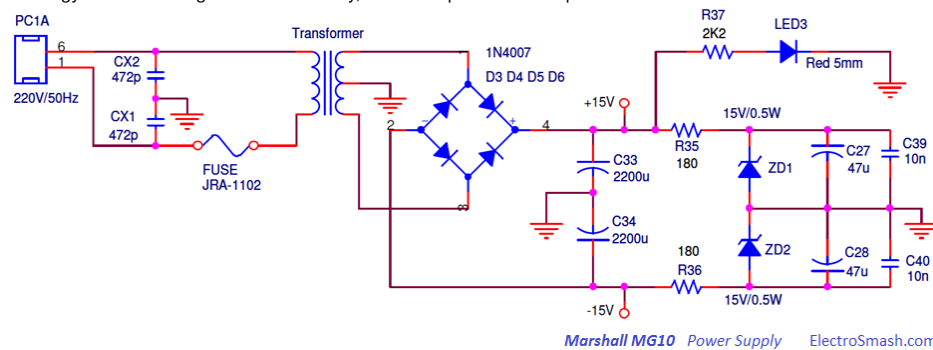 PC1A
6
1
220V/50Hz
CX2
472p
CX1
472p
FUSE
JRA-1102
Transformer
1N4007
D3 D4 D5 D6
1
2
3
4
-
+
+15V
-15V
C33
2200u
C34
2200u
R37
2K2
LED3
Red 5mm
R35
180
180
R36
15V/0.5W
ZD1
ZD2
15V/0.5W
C27
47u
C28
47u
C39
10n
C40
10n
Marshall MG10 Power Supply ElectroSmash.com